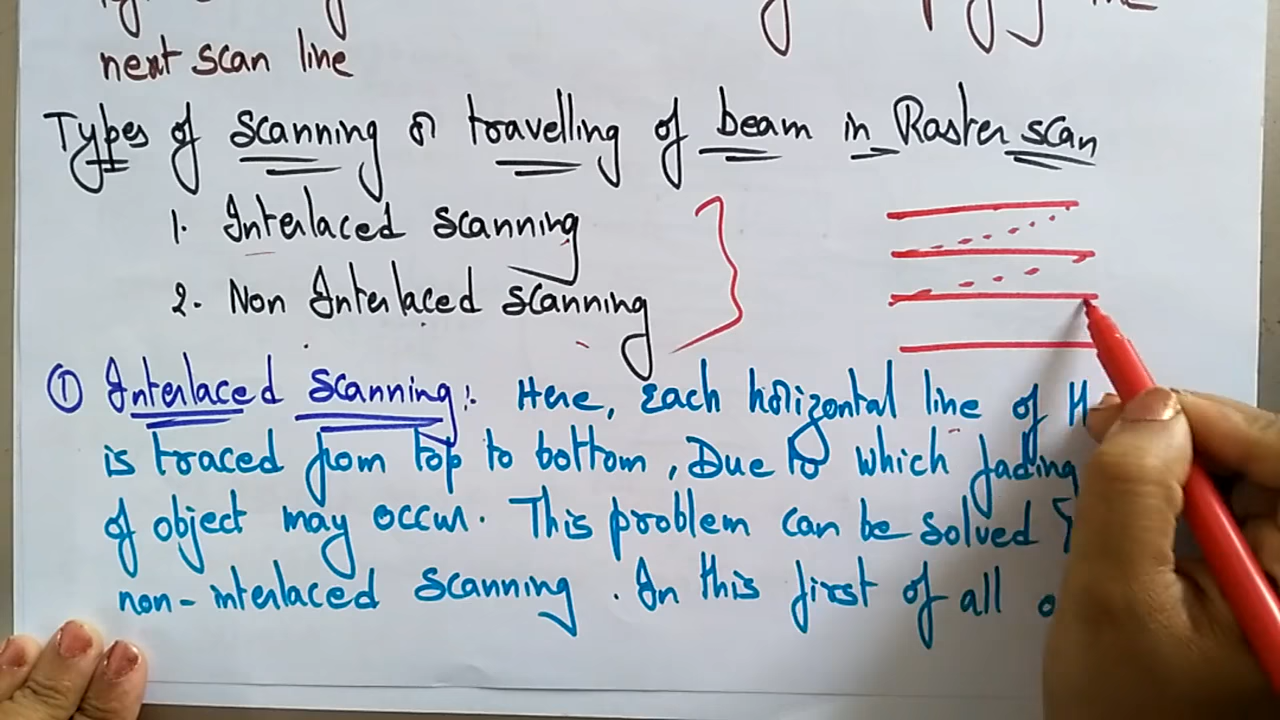 next scan line
Types of scanning or travelling of beam in Raster scan
1. Interlaced scanning
2. Non Interlaced scanning
① Interlaced scanning:. Here, Each horizontal line of
is traced from top to bottom, Due to which fading
of object may occur. This problem can be solved
non-interlaced scanning. In this first of all